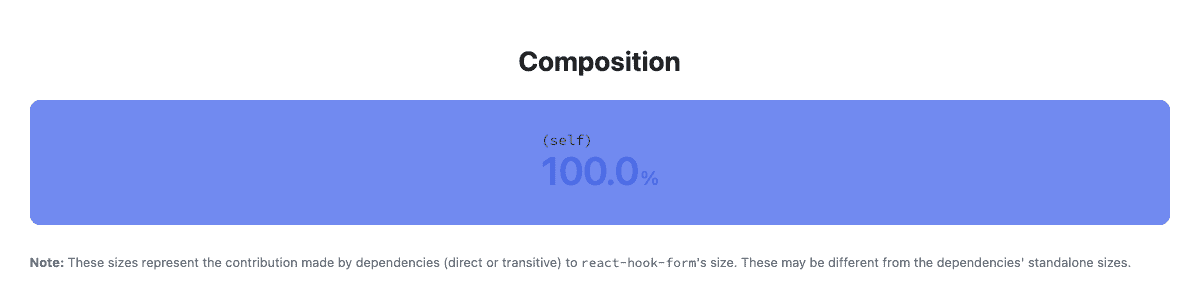 Composition
(self)
100.0%
Note: These sizes represent the contribution made by dependencies (direct or transitive) to react-hook-form's size. These may be different from the dependencies' standalone sizes.